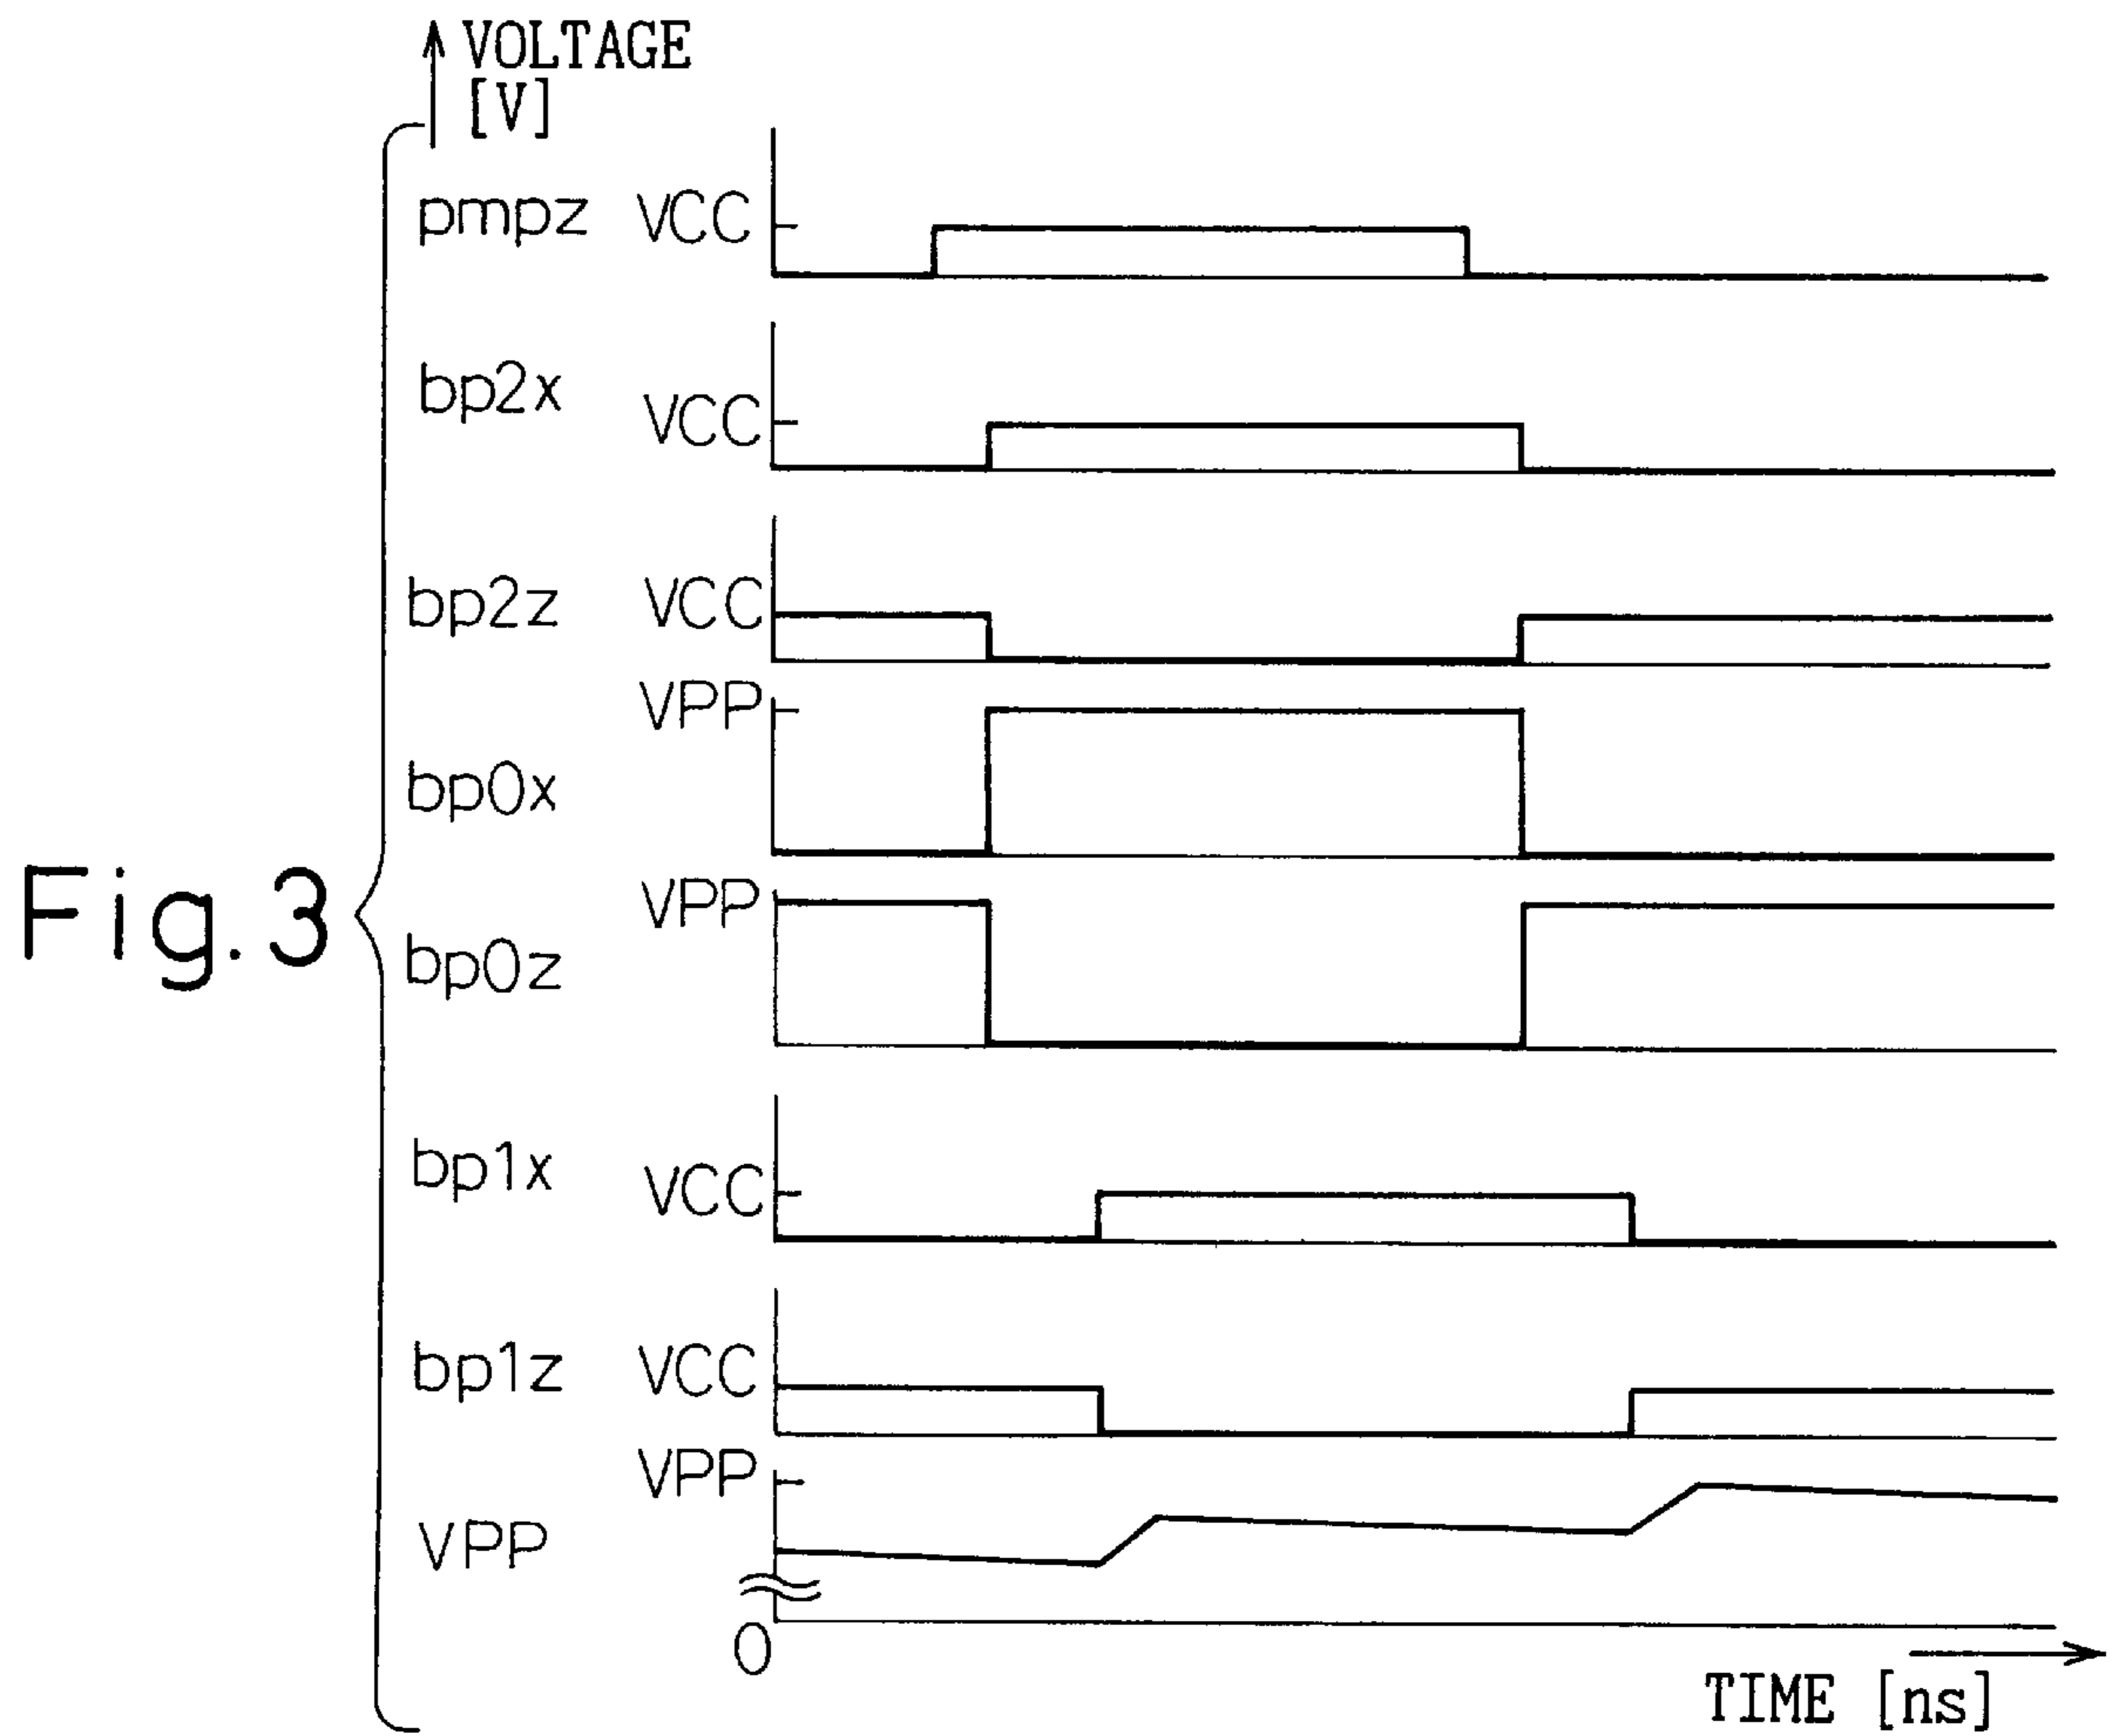 VOLTAGE
[V]
pmpz VCC
bp2x VCC
bp2z VCC
VPP
bp0x
Fig.3
VPP
bp0z
bp1x VCC
bp1z VCC
VPP
VPP
0
TIME [ns]